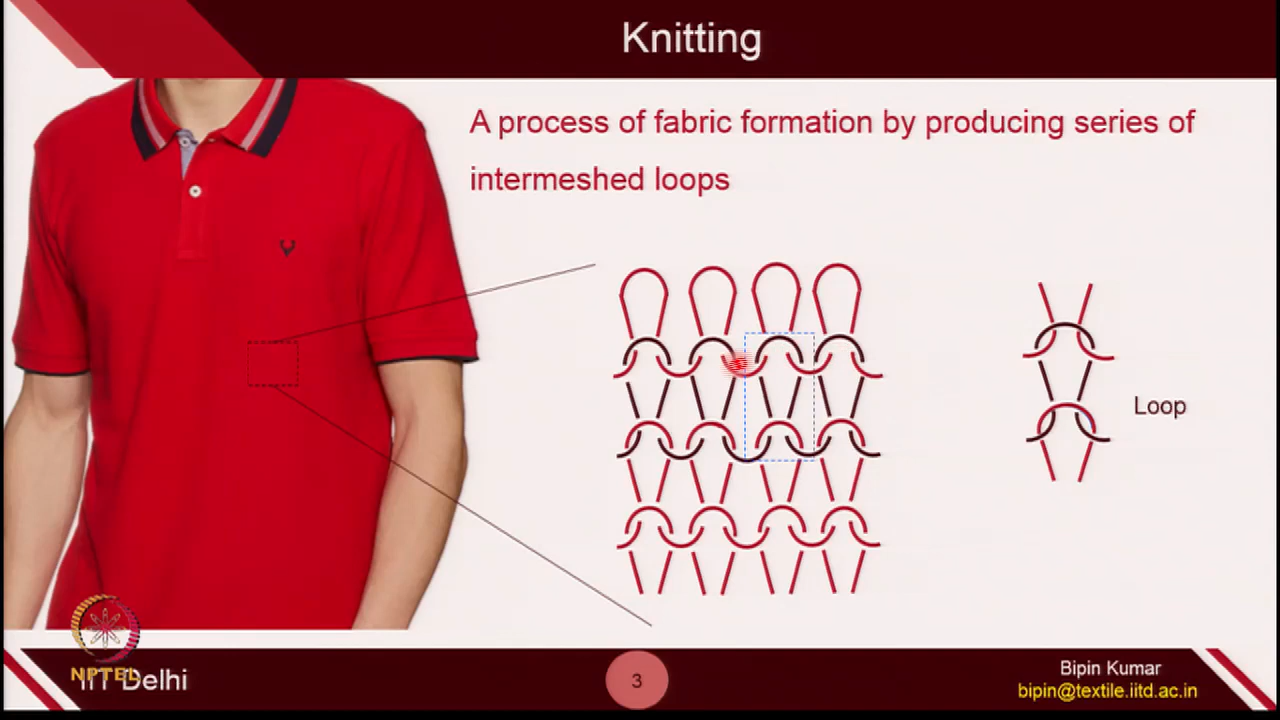 Knitting
A process of fabric formation by producing series of
intermeshed loops
Loop
NPTEL
IIT Delhi
3
Bipin Kumar
bipin@textile.iitd.ac.in